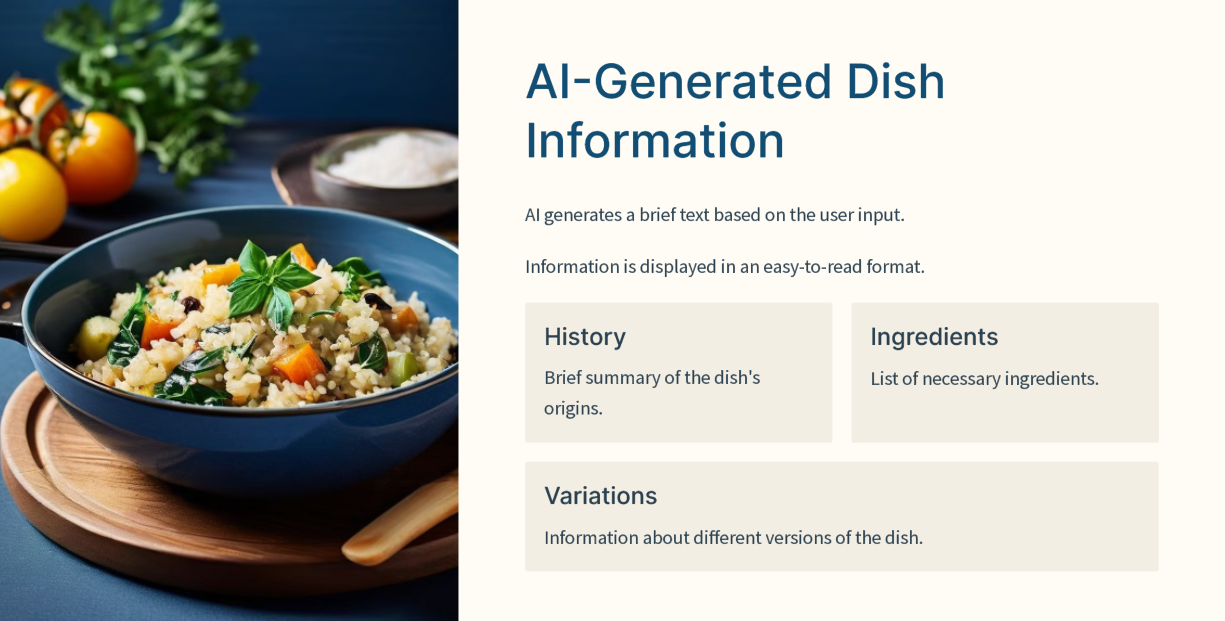 AI-Generated Dish
Information
AI generates a brief text based on the user input.
Information is displayed in an easy-to-read format.
History
Brief summary of the dish's
origins.
Ingredients
List of necessary ingredients.
Variations
Information about different versions of the dish.